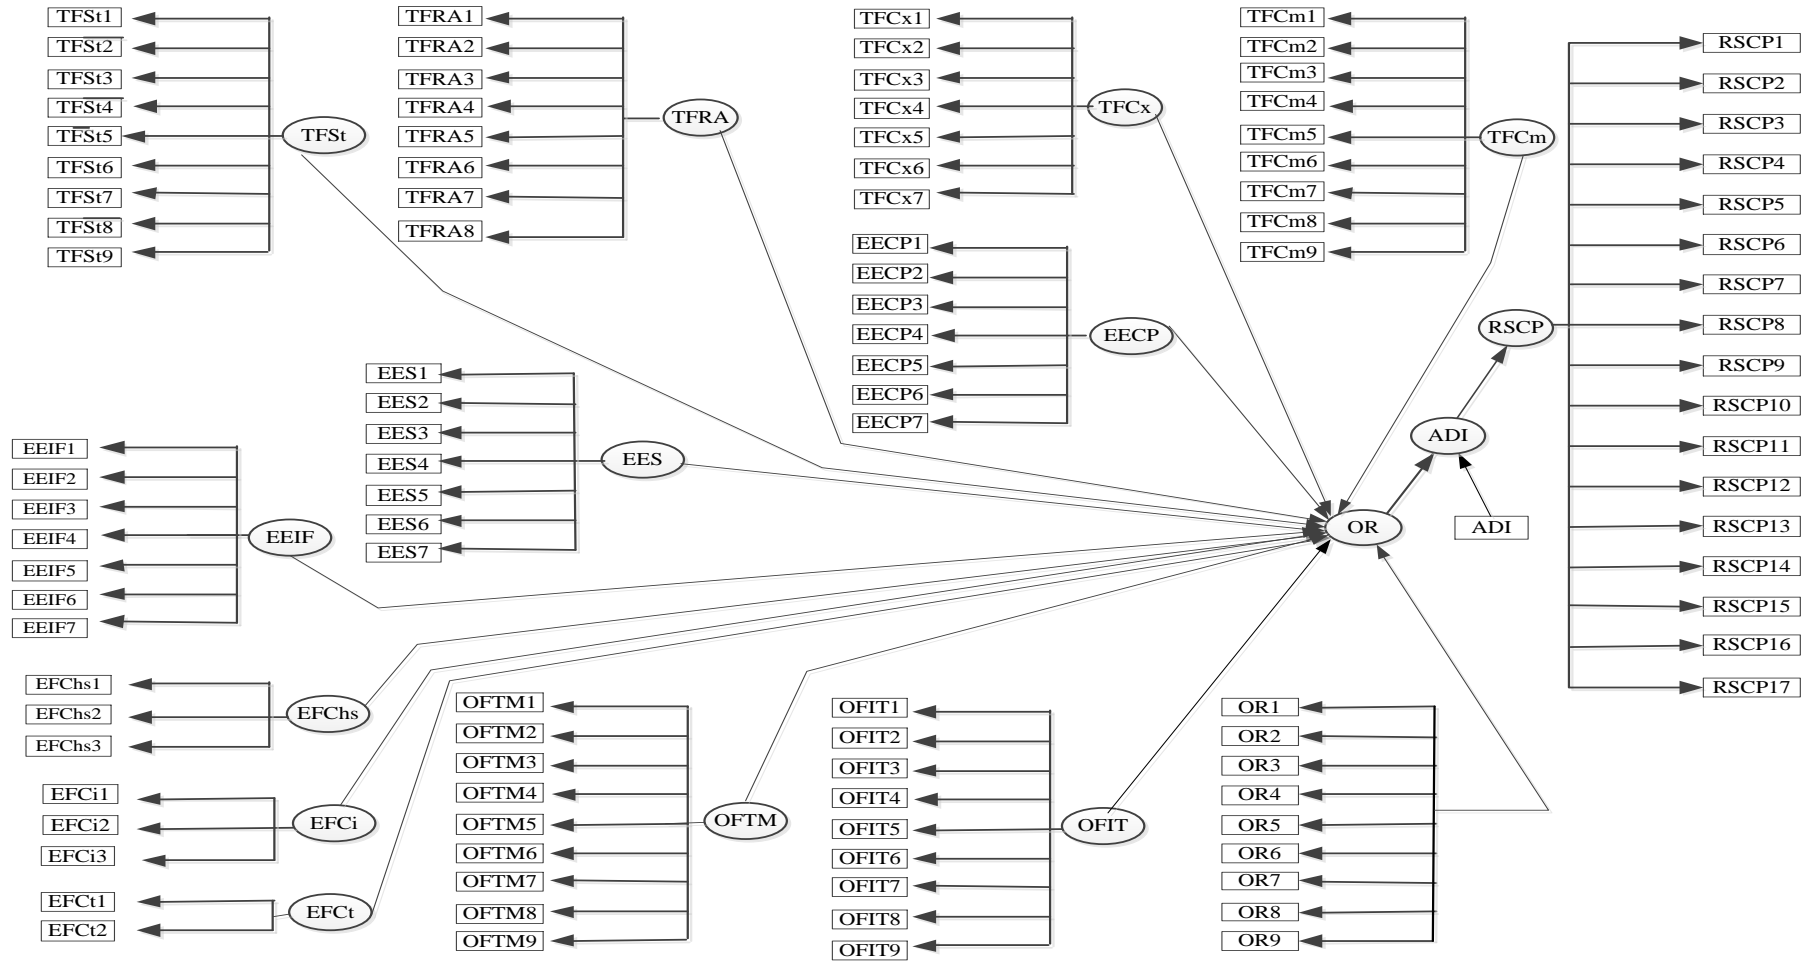 TFSt1
TFSt2
TFSt3
TFSt4
TFSt5
TFSt6
TFSt7
TFSt8
TFSt9
TFSt
TFRA1
TFRA2
TFRA3
TFRA4
TFRA5
TFRA6
TFRA7
TFRA8
TFRA
TFCx1
TFCx2
TFCx3
TFCx4
TFCx5
TFCx6
TFCx7
TFCx
TFCm1
TFCm2
TFCm3
TFCm4
TFCm5
TFCm6
TFCm7
TFCm8
TFCm9
TFCm
RSCP1
RSCP2
RSCP3
RSCP4
RSCP5
RSCP6
RSCP7
RSCP8
RSCP9
RSCP10
RSCP11
RSCP12
RSCP13
RSCP14
RSCP15
RSCP16
RSCP17
RSCP
EECP1
EECP2
EECP3
EECP4
EECP5
EECP6
EECP7
EECP
EES1
EES2
EES3
EES4
EES5
EES6
EES7
EES
ADI
ADI
OR
EEIF1
EEIF2
EEIF3
EEIF4
EEIF5
EEIF6
EEIF7
EEIF
EFChs1
EFChs2
EFChs3
EFChs
EFCi1
EFCi2
EFCi3
EFCi
EFCt1
EFCt2
EFCt
OFTM1
OFTM2
OFTM3
OFTM4
OFTM5
OFTM6
OFTM7
OFTM8
OFTM9
OFTM
OFIT1
OFIT2
OFIT3
OFIT4
OFIT5
OFIT6
OFIT7
OFIT8
OFIT9
OFIT
OR1
OR2
OR3
OR4
OR5
OR6
OR7
OR8
OR9